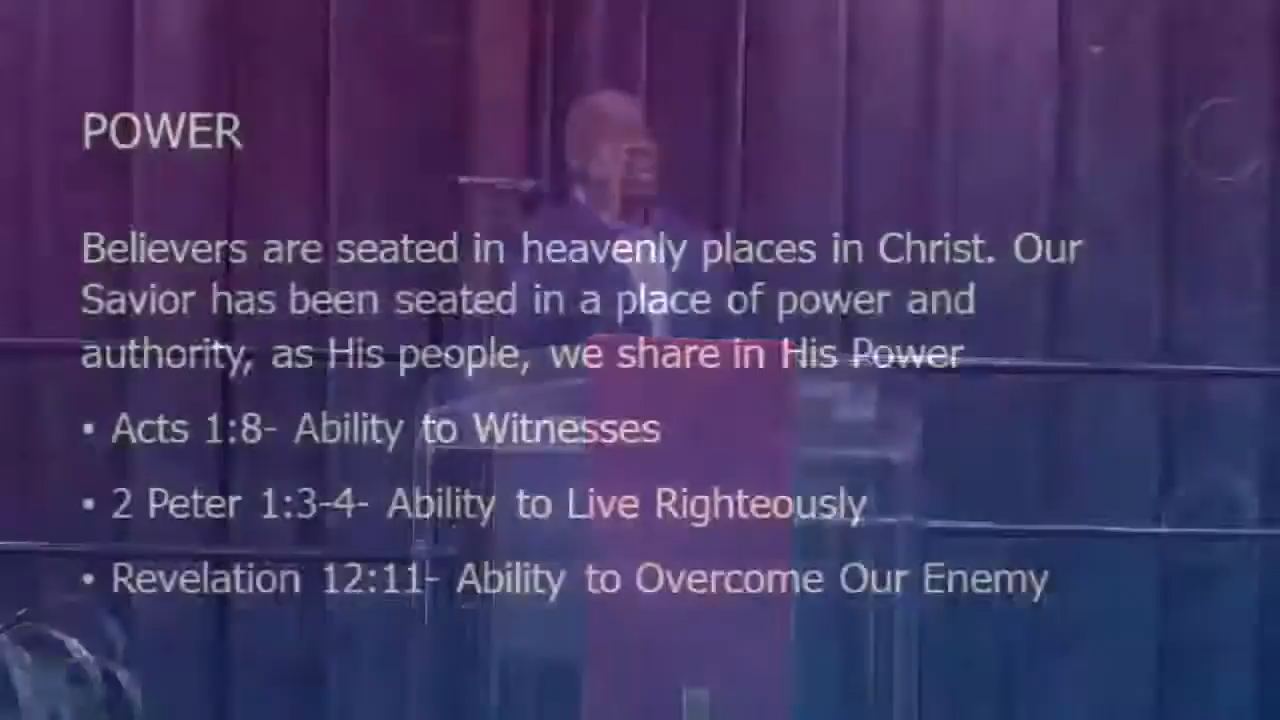 POWER
Believers are seated in heavenly places in Christ. Our
Savior has been seated in a place of power and
authority, as His people, we share in His Power
• Acts 1:8- Ability to Witnesses
• 2 Peter 1:3-4- Ability to Live Righteously
• Revelation 12:11- Ability to Overcome Our Enemy